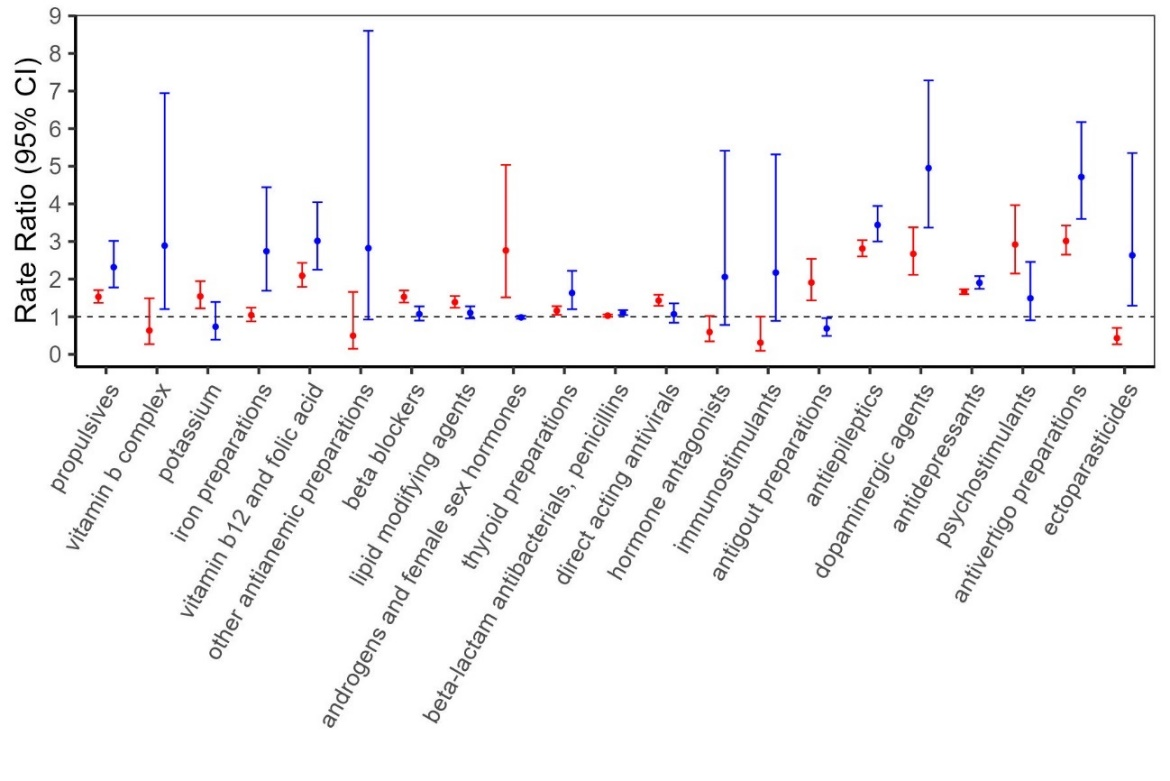 Rate Ratio (95% CI)
9
8
7
6
5
4
3
2
1
0
propulsives
vitamin b complex
potassium
iron preparations
vitamin b12 and folic acid
other antianemic preparations
beta blockers
lipid modifying agents
androgens and female sex hormones
thyroid preparations
beta-lactam antibacterials, penicillins
direct acting antivirals
hormone antagonists
immunostimulants
antigout preparations
antiepileptics
dopaminergic agents
antidepressants
psychostimulants
antivertigo preparations
ectoparasticides